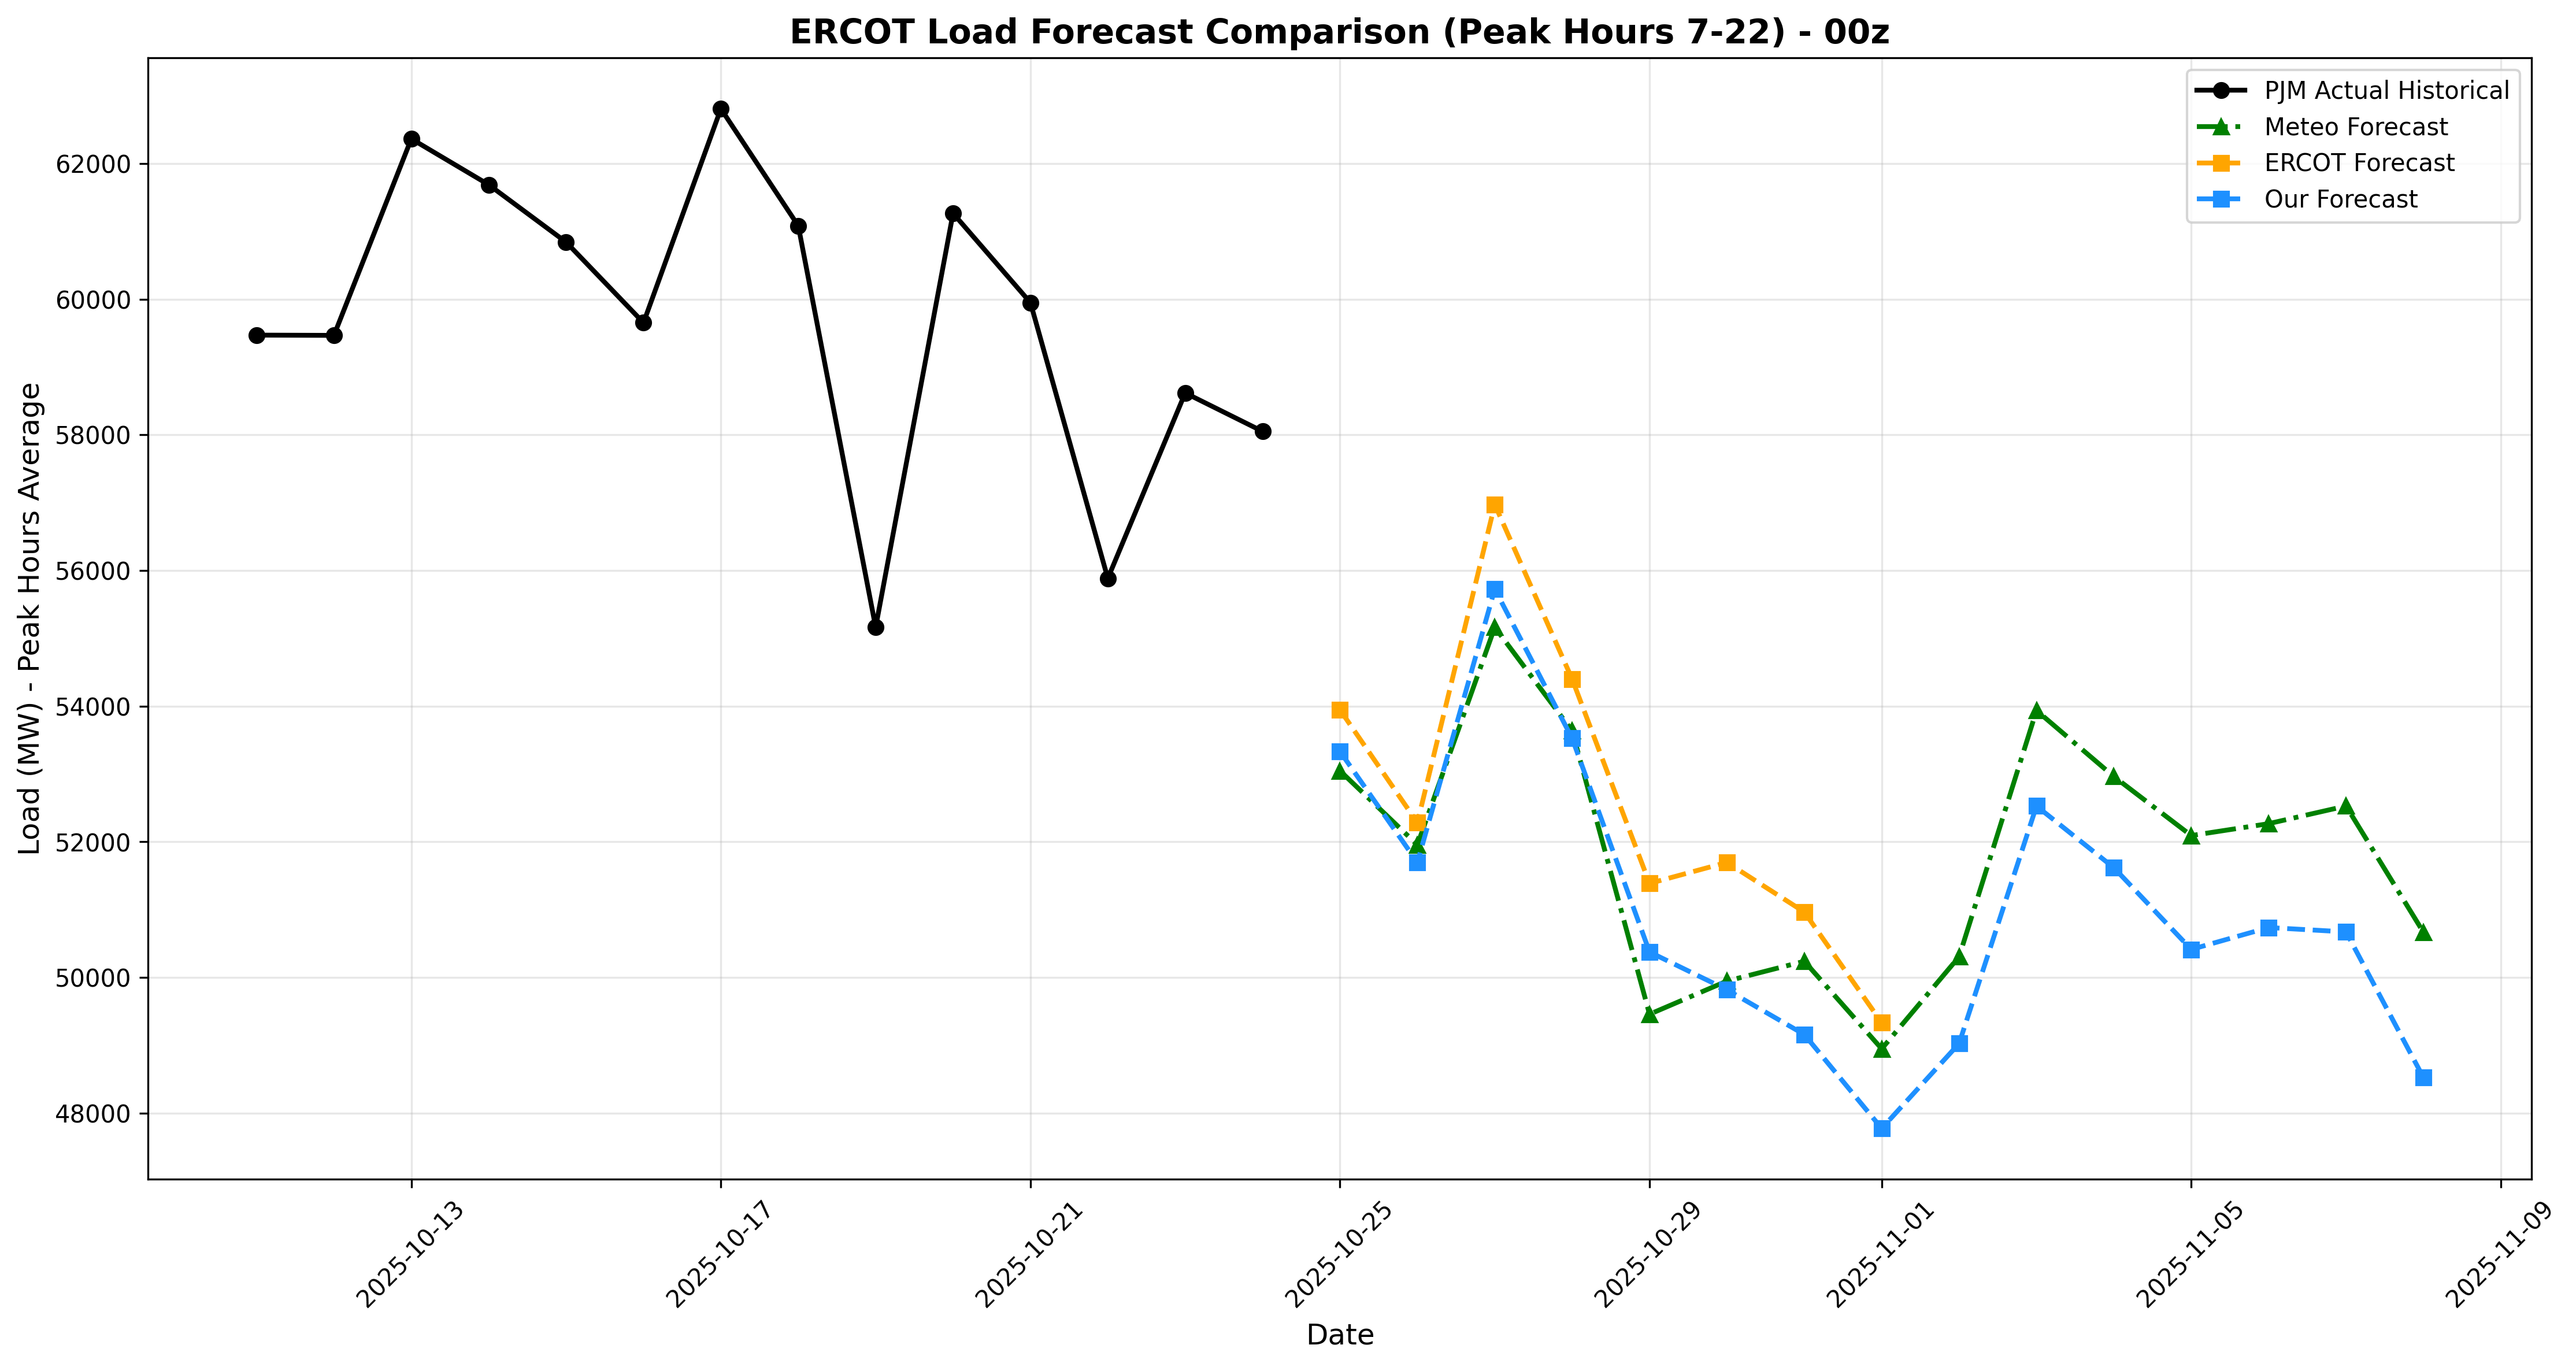 ERCOT Load Forecast Comparison (Peak Hours 7-22) - 00z
PJM Actual Historical
Meteo Forecast
ERCOT Forecast
Our Forecast
Load (MW) - Peak Hours Average
62000
60000
58000
56000
54000
52000
50000
48000
2025-10-13
2025-10-17
2025-10-21
2025-10-25
2025-10-29
2025-11-01
2025-11-05
2025-11-09
Date